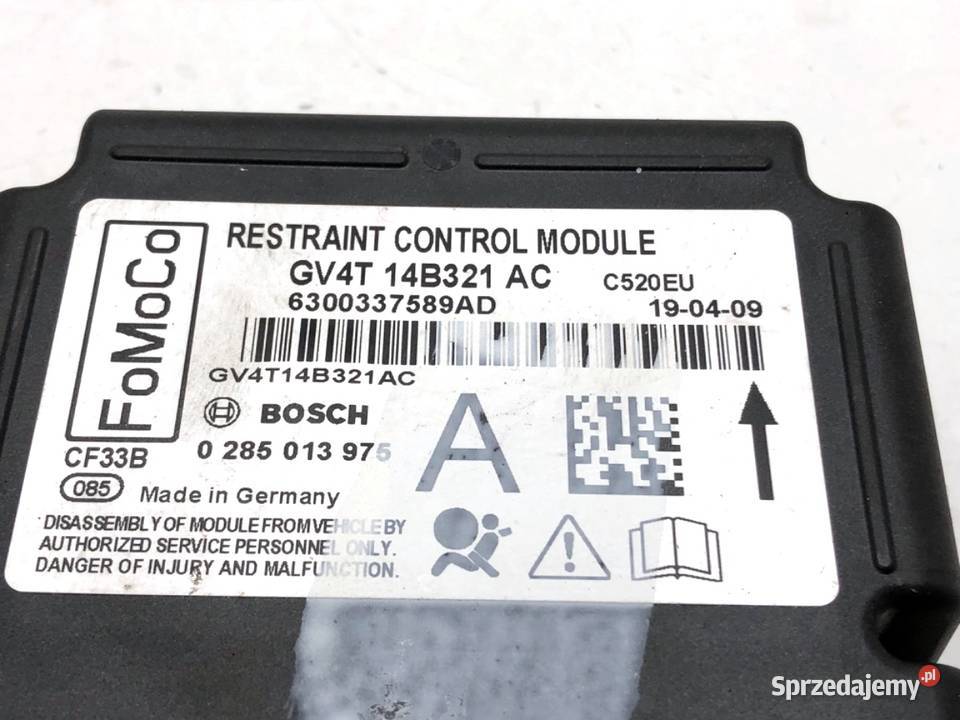 FoMoCo
RESTRAINT CONTROL MODULE
GV4T 14B321 AC C520EU
6300337589AD 19-04-09
GV4T14B321AC
BOSCH
0 285 013 975
A
CF33B
085
Made in Germany
DISASSEMBLY OF MODULE FROM VEHICLE BY
AUTHORIZED SERVICE PERSONNEL ONLY.
DANGER OF INJURY AND MALFUNCTION.
Sprzedajemy.pl